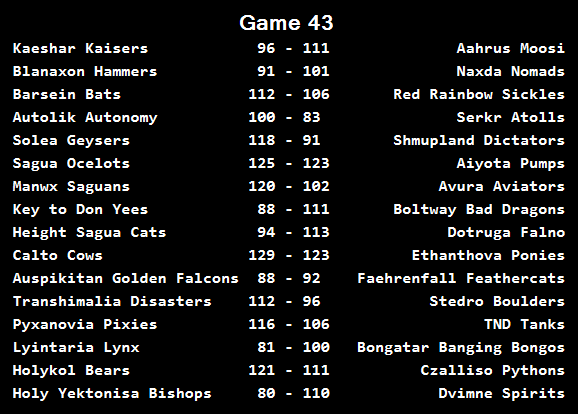 Game 43
Kaeshar Kaisers 96 - 111 Aahrus Moosi
Blanaxon Hammers 91 - 101 Naxda Nomads
Barsein Bats 112 - 106 Red Rainbow Sickles
Autolik Autonomy 100 - 83 Serkr Atolls
Solea Geysers 118 - 91 Shmupland Dictators
Sagua Ocelots 125 - 123 Aiyota Pumps
Manwx Saguans 120 - 102 Avura Aviators
Key to Don Yees 88 - 111 Boltway Bad Dragons
Height Sagua Cats 94 - 113 Dotruga Falno
Calto Cows 129 - 123 Ethanthova Ponies
Auspikitan Golden Falcons 88 - 92 Faehrenfall Feathercats
Transhimalia Disasters 112 - 96 Stedro Boulders
Pyxanovia Pixies 116 - 106 TND Tanks
Lyintaria Lynx 81 - 100 Bongatar Banging Bongos
Holykol Bears 121 - 111 Czalliso Pythons
Holy Yektonisa Bishops 80 - 110 Dvimne Spirits